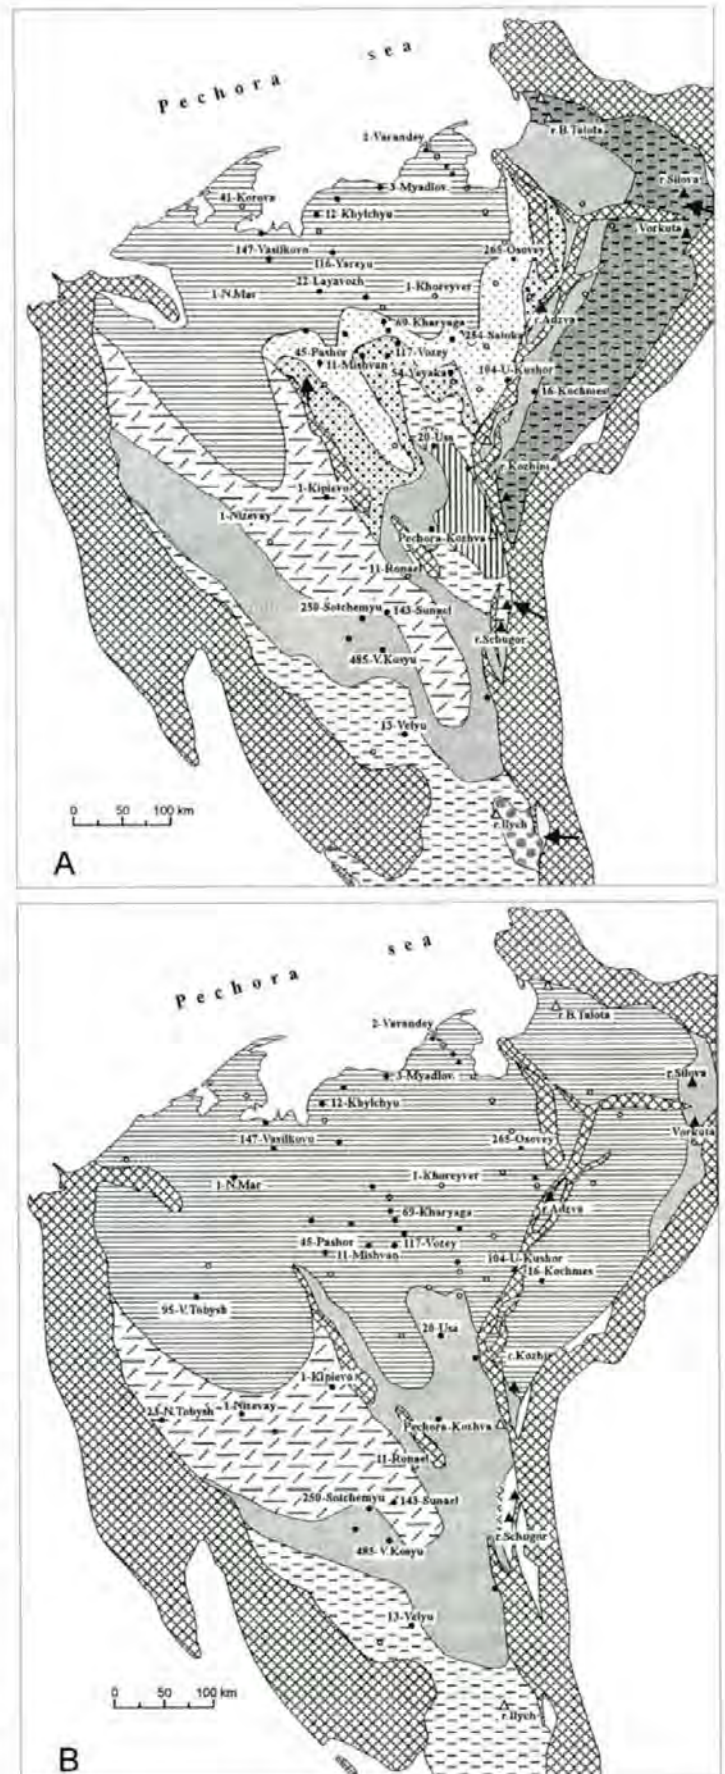 Pechora sea
r.B.Talota
2-Varandey
r.Silova
3-Myadlov.
41-Korova
12-Khylchyu
Vorkuta
147-Vasilkovo
265-Osovey
116-Yareyu
22-Layavozh
1-Khoreyver
1-N.Mar
r.Adzva
69-Kharyaga
254-Satoka
45-Pashor
117-Vozey
11-Mishvan
54-Veyaka
104-U-Kushor
16-Kochmest
20-Usa
r.Kozhim
1-Kipievo
1-Nizevay
Pechora-Kozhva
11-Ronael
250-Sotchemyu
143-Sunael
r.Schugor
485-V.Kosyu
13-Velyu
0 50 100 km
r.Ilych
A
Pechora sea
r.B.Talota
2-Varandey
r.Silova
3-Myadlov.
12-Khylchyu
Vorkuta
147-Vasilkovo
265-Osovey
1-Khoreyver
1-N.Mar
r.Adzva
69-Kharyaga
45-Pashor
117-Vozey
11-Mishvan
104-U-Kushor
16-Kochmes
95-V.Tobysh
20-Usa
r.Kozhim
1-Kipievo
23-N.Tobysh
1-Nizevay
Pechora-Kozhva
11-Ronael
250-Sotchemyu
143-Sunael
r.Schugor
485-V.Kosyu
13-Velyu
0 50 100 km
r.Ilych
B